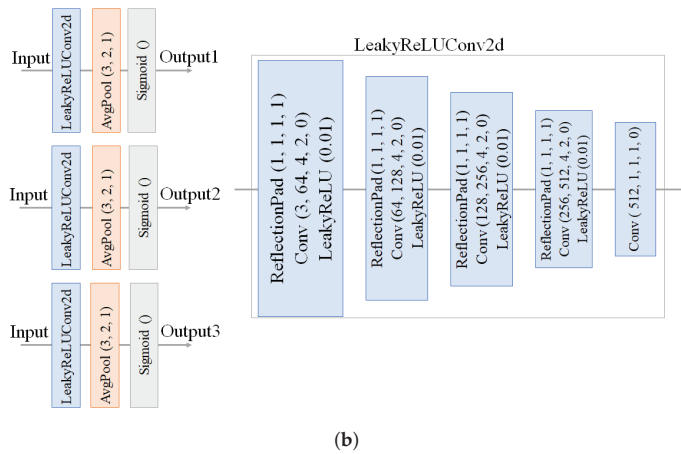 Input
LeakyReLUConv2d
AvgPool (3, 2, 1)
Sigmoid ()
Output1
Input
LeakyReLUConv2d
AvgPool (3, 2, 1)
Sigmoid ()
Output2
Input
LeakyReLUConv2d
AvgPool (3, 2, 1)
Sigmoid ()
Output3
LeakyReLUConv2d
ReflectionPad (1, 1, 1, 1)
Conv (3, 64, 4, 2, 0)
LeakyReLU (0.01)
ReflectionPad (1, 1, 1, 1)
Conv (64, 128, 4, 2, 0)
LeakyReLU (0.01)
ReflectionPad (1, 1, 1, 1)
Conv (128, 256, 4, 2, 0)
LeakyReLU (0.01)
ReflectionPad (1, 1, 1, 1)
Conv (256, 512, 4, 2, 0)
LeakyReLU (0.01)
Conv ( 512, 1, 1, 1, 0)
(b)